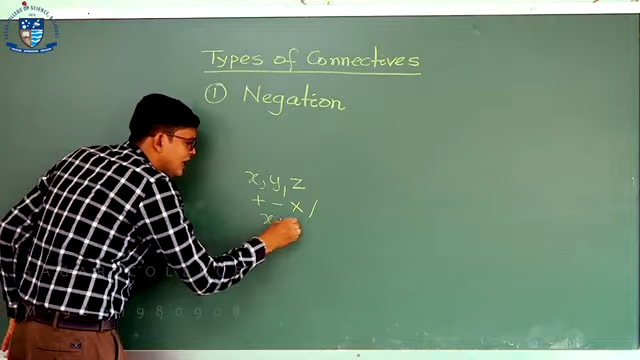 Types of Connectives
① Negation
x, y, z
+ - × /
x